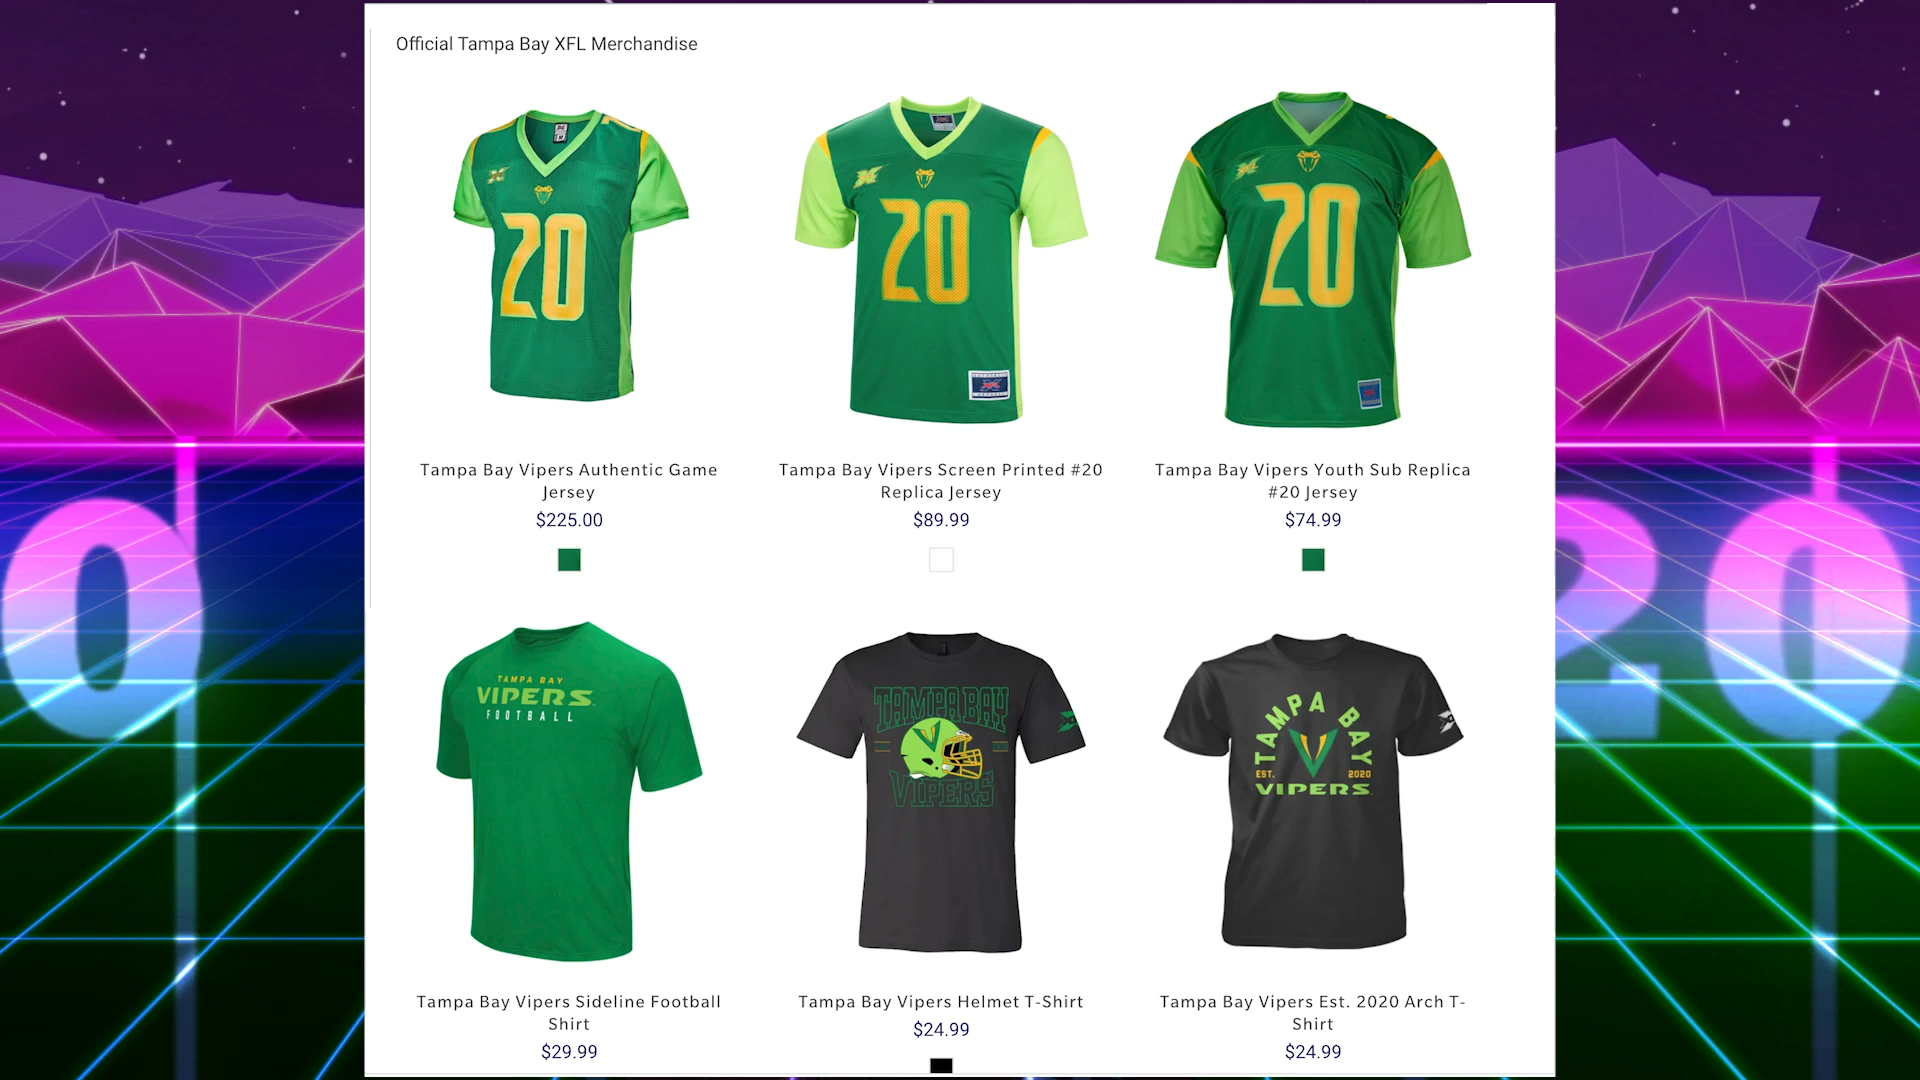 Official Tampa Bay XFL Merchandise
20
20
20
Tampa Bay Vipers Authentic Game
Jersey
$225.00
Tampa Bay Vipers Screen Printed #20
Replica Jersey
$89.99
Tampa Bay Vipers Youth Sub Replica
#20 Jersey
$74.99
20
TAMPA BAY
VIPERS
FOOTBALL
TAMPA BAY
VIPERS
TAMPA BAY
EST. 2020
VIPERS
Tampa Bay Vipers Sideline Football
Shirt
$29.99
Tampa Bay Vipers Helmet T-Shirt
$24.99
Tampa Bay Vipers Est. 2020 Arch T-
Shirt
$24.99